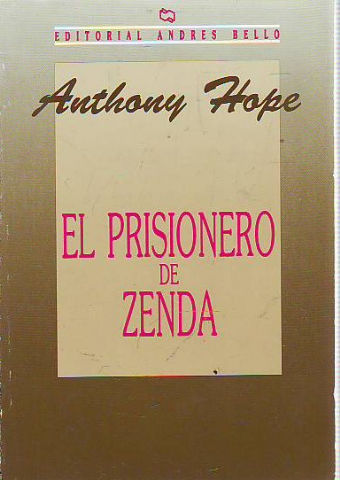 EDITORIAL ANDRES BELLO
Anthony Hope
EL PRISIONERO
DE
ZENDA